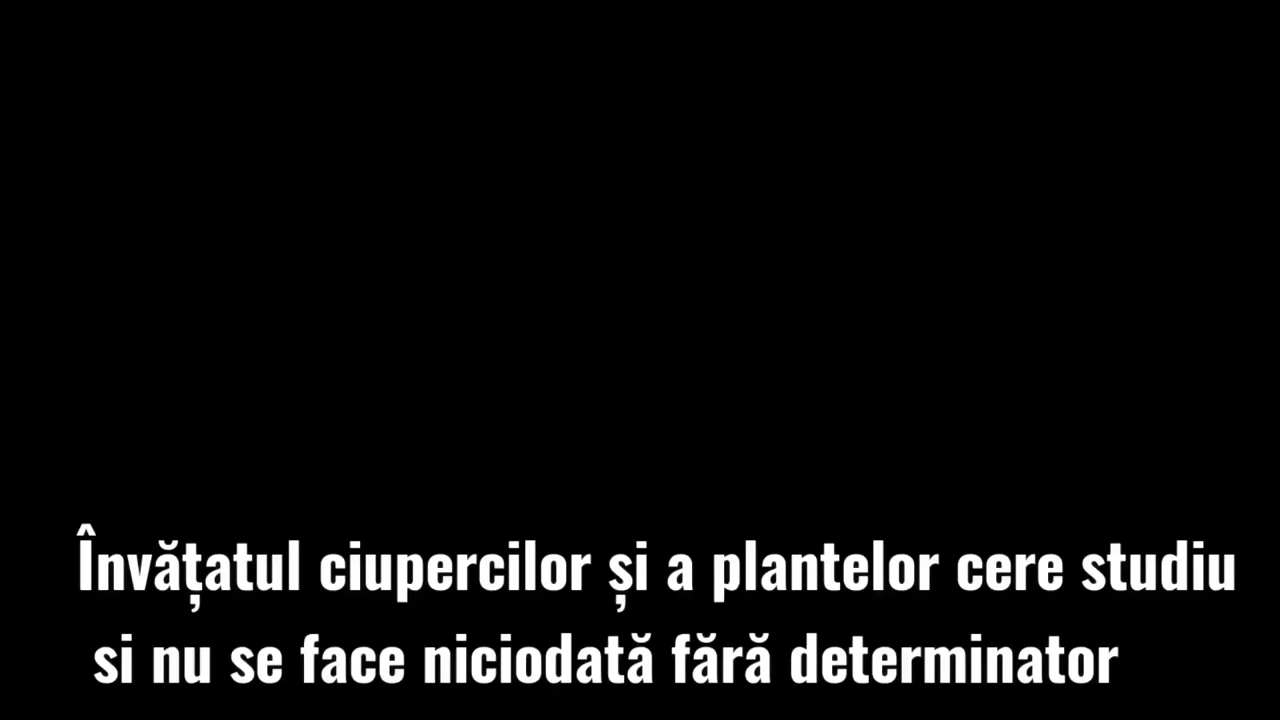 Învățatul ciupercilor și a plantelor cere studiu
si nu se face niciodată fără determinator